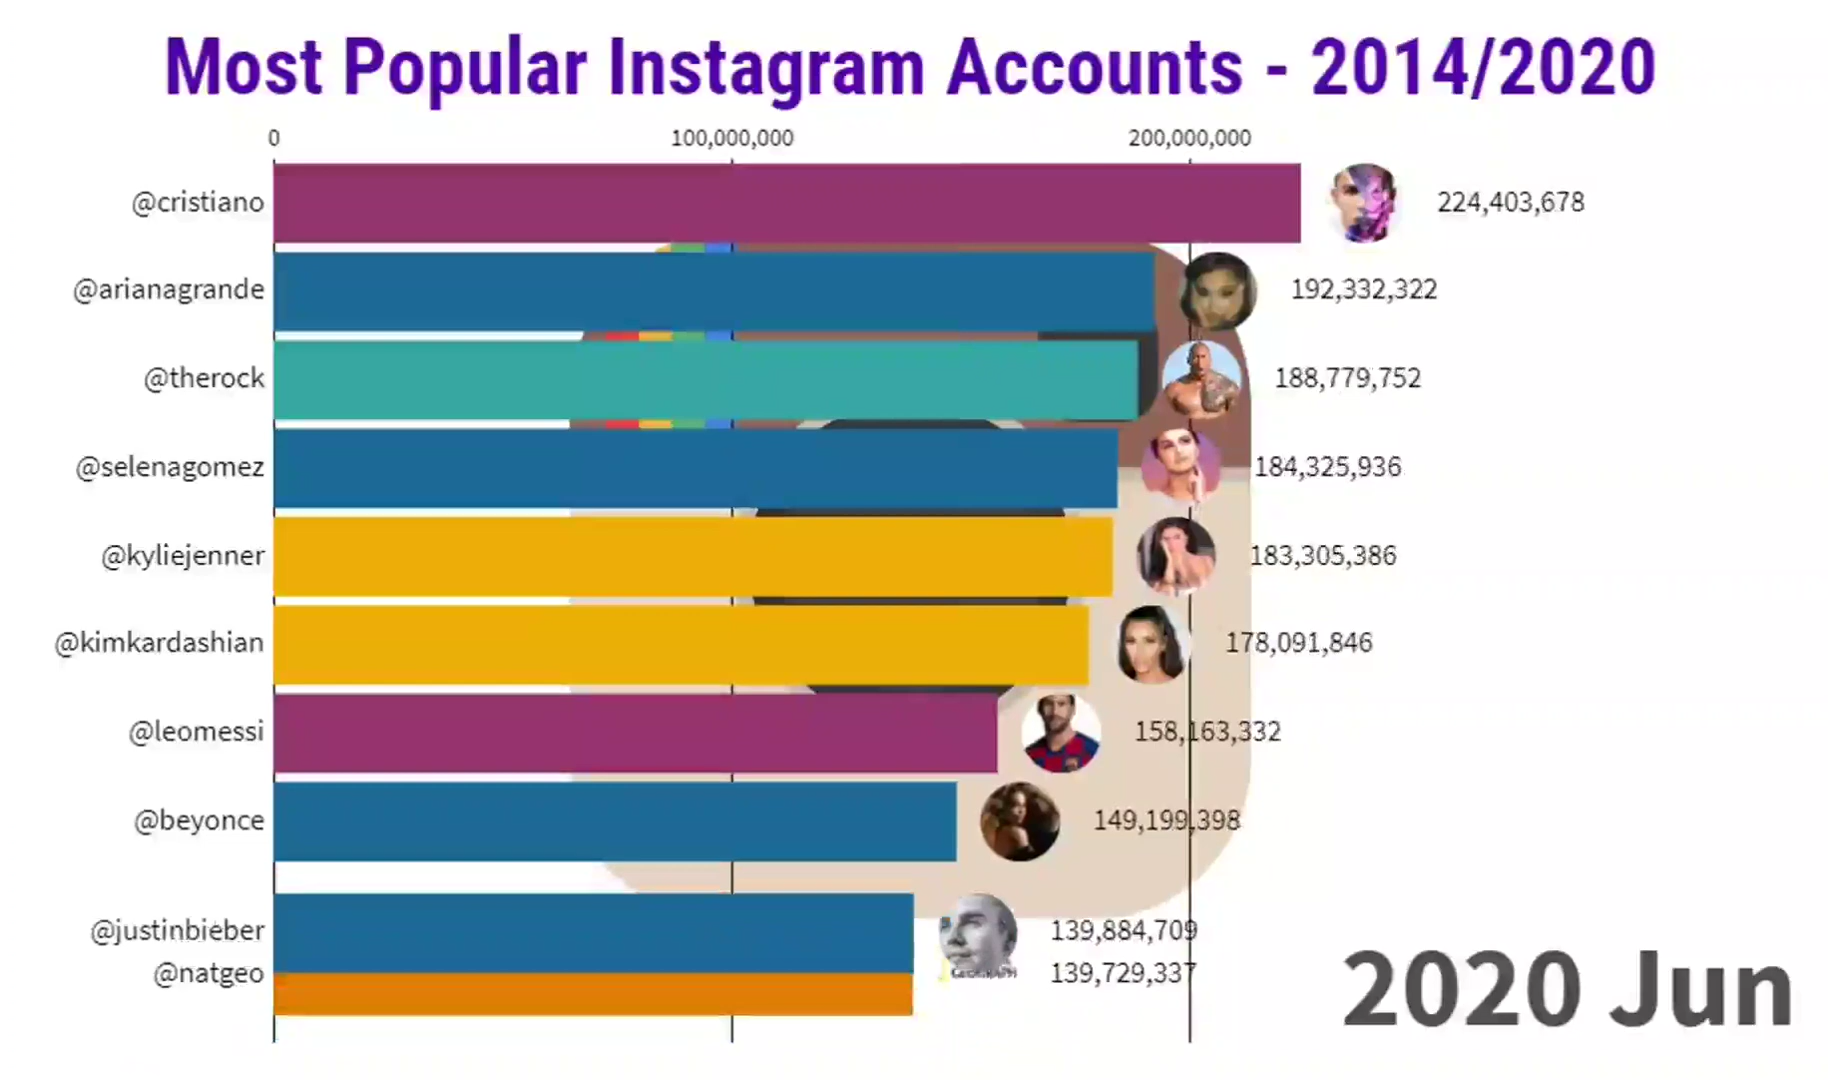 Most Popular Instagram Accounts - 2014/2020
0 100,000,000 200,000,000
@cristiano 224,403,678
@arianagrande 192,332,322
@therock 188,779,752
@selenagomez 184,325,936
@kyliejenner 183,305,386
@kimkardashian 178,091,846
@leomessi 158,163,332
@beyonce 149,199,398
@justinbieber 139,884,709
@natgeo 139,729,337
2020 Jun